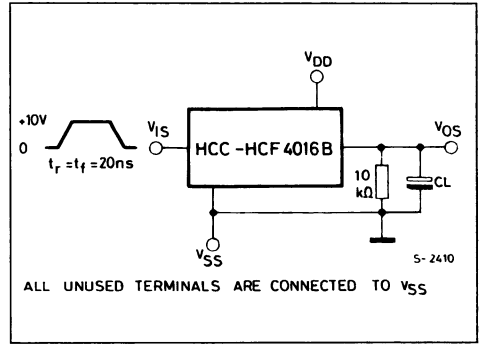 VDD
+10V
0
tr = tf = 20ns
VIS
HCC-HCF 4016B
VOS
10
kΩ
CL
VSS
S-2410
ALL UNUSED TERMINALS ARE CONNECTED TO VSS